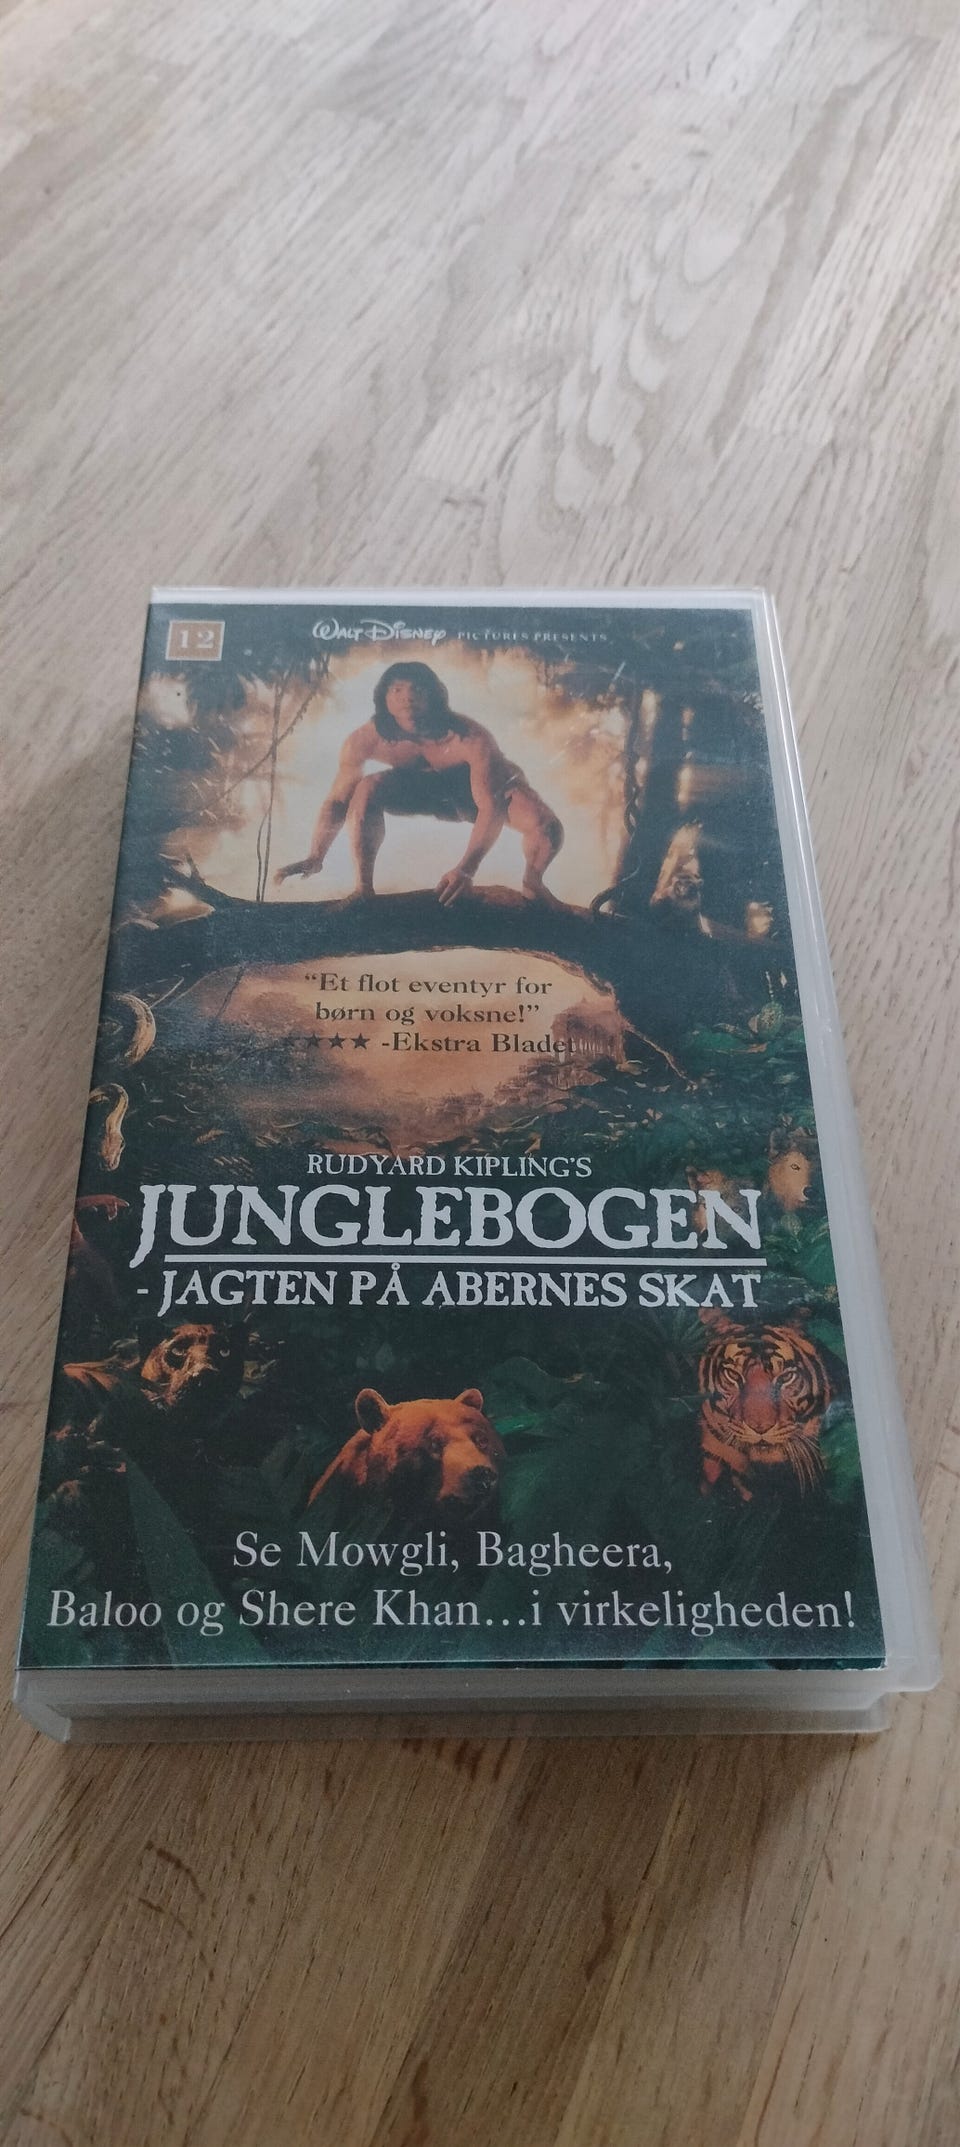 12
WALT DISNEY PICTURES PRESENTS
“Et flot eventyr for
børn og voksne!”
★★★★ -Ekstra Bladet
RUDYARD KIPLING'S
JUNGLEBOGEN
- JAGTEN PÅ ABERNES SKAT
Se Mowgli, Bagheera,
Baloo og Shere Khan...i virkeligheden!